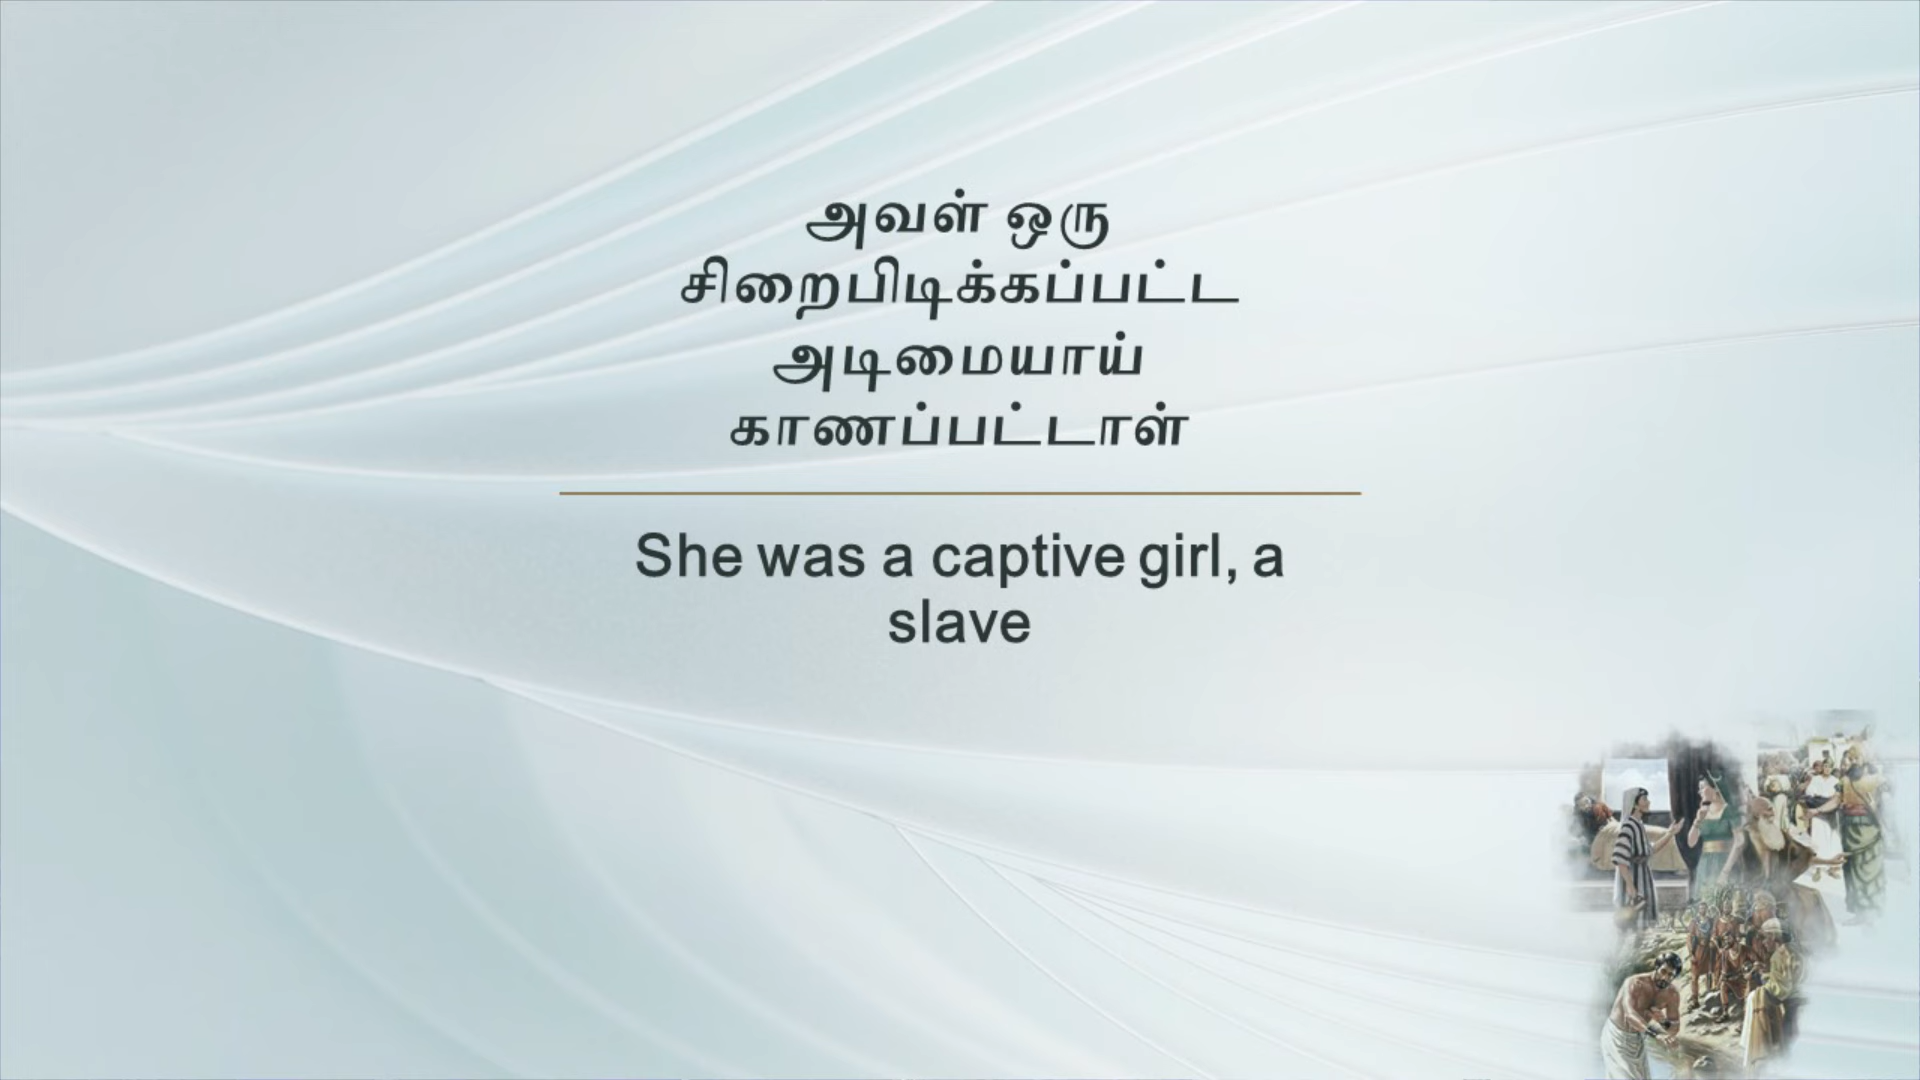 அவள் ஒரு
சிறைபிடிக்கப்பட்ட
அடிமையாய்
காணப்பட்டாள்
She was a captive girl, a
slave